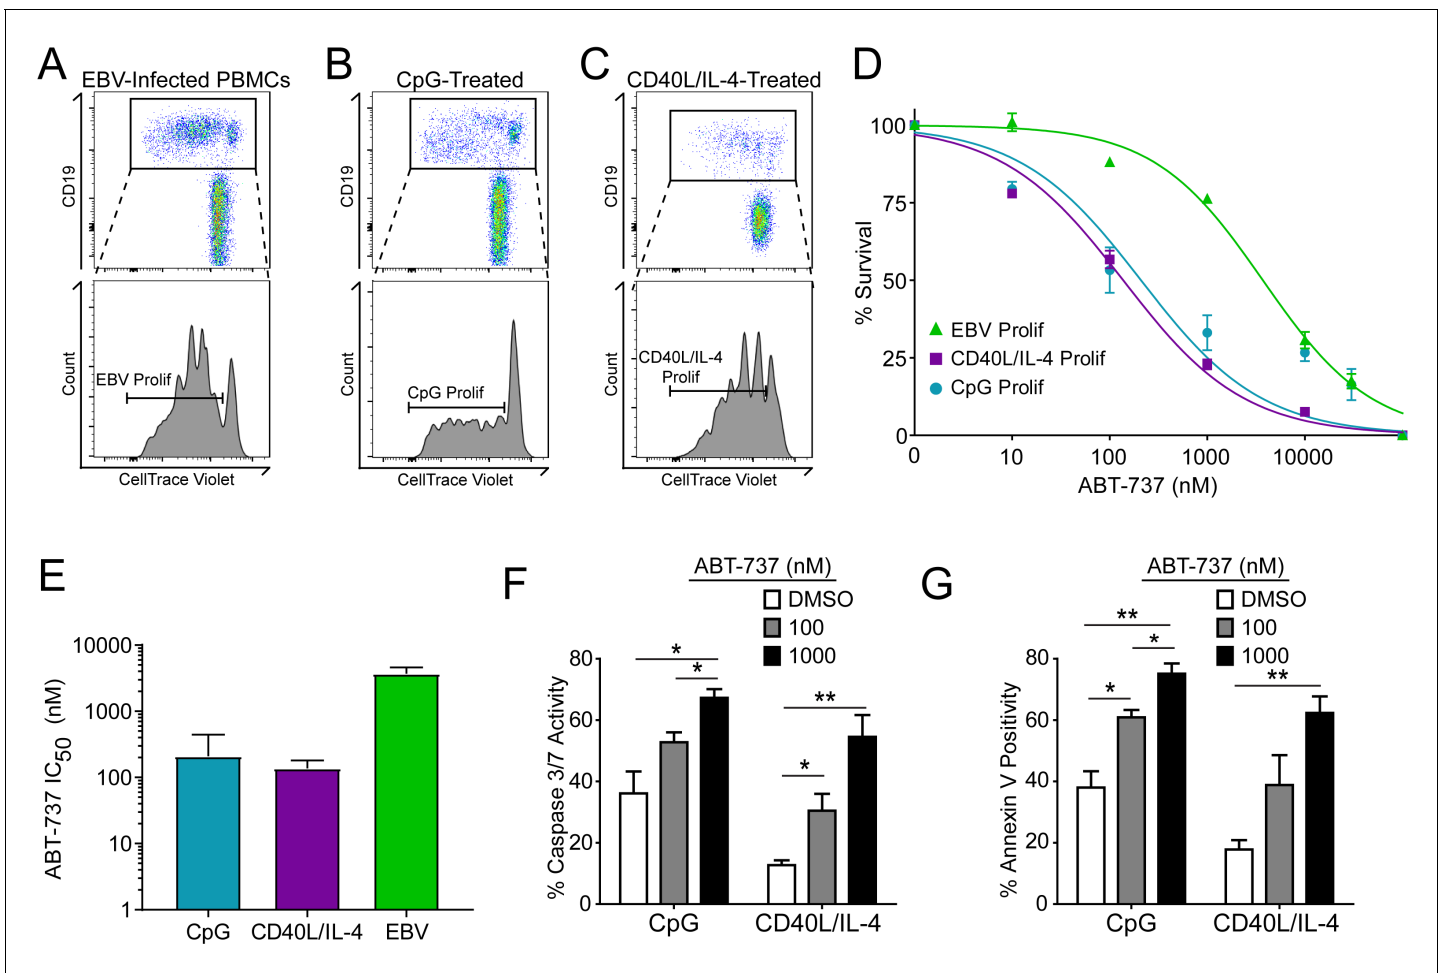 A
EBV-Infected PBMCs
CD19
Count
EBV Prolif
CellTrace Violet
B
CpG-Treated
CD19
Count
CpG Prolif
CellTrace Violet
C
CD40L/IL-4-Treated
CD19
Count
CD40L/IL-4
Prolif
CellTrace Violet
D
% Survival
100
75
50
25
0
EBV Prolif
CD40L/IL-4 Prolif
CpG Prolif
0 10 100 1000 10000
ABT-737 (nM)
E
ABT-737 IC50 (nM)
10000
1000
100
10
1
CpG CD40L/IL-4 EBV
F
ABT-737 (nM)
DMSO
100
1000
% Caspase 3/7 Activity
80
60
40
20
0
* * ** *
CpG CD40L/IL-4
G
ABT-737 (nM)
DMSO
100
1000
% Annexin V Positivity
80
60
40
20
0
** * * **
CpG CD40L/IL-4